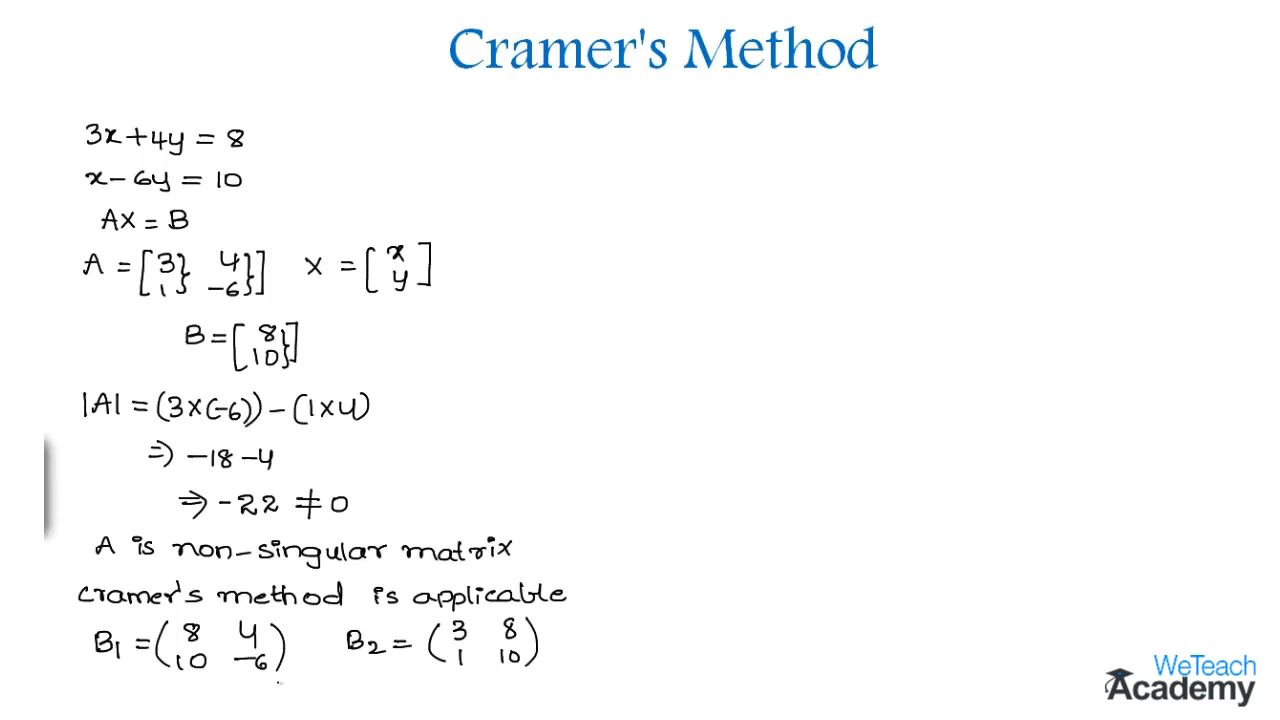 Cramer's Method
3x+4y = 8
x-6y = 10
AX = B
A = [3} 4}] X = [x]
1} -6} y
B = [8}]
10}
|A| = (3×(-6)) - (1×4)
⇒ -18 -4
⇒ -22 ≠ 0
A is non-singular matrix
cramer's method is applicable
B1 = (8 4) B2 = (3 8)
10 -6 1 10
WeTeach
Academy